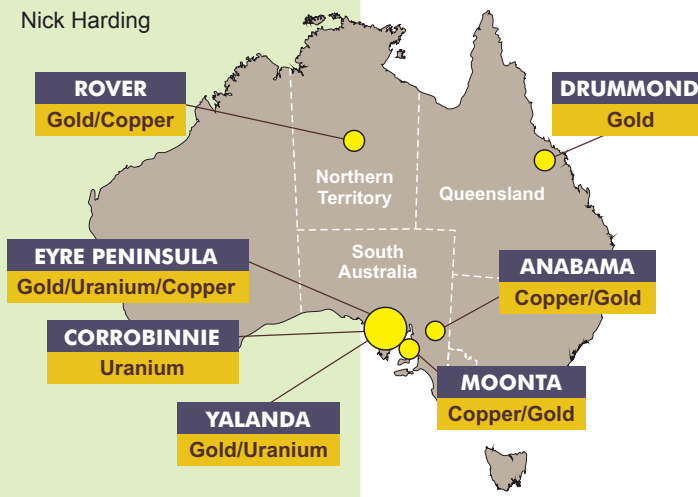 Nick Harding
ROVER
Gold/Copper
DRUMMOND
Gold
Northern
Territory
Queensland
South
Australia
EYRE PENINSULA
Gold/Uranium/Copper
ANABAMA
Copper/Gold
CORROBINNIE
Uranium
MOONTA
Copper/Gold
YALANDA
Gold/Uranium